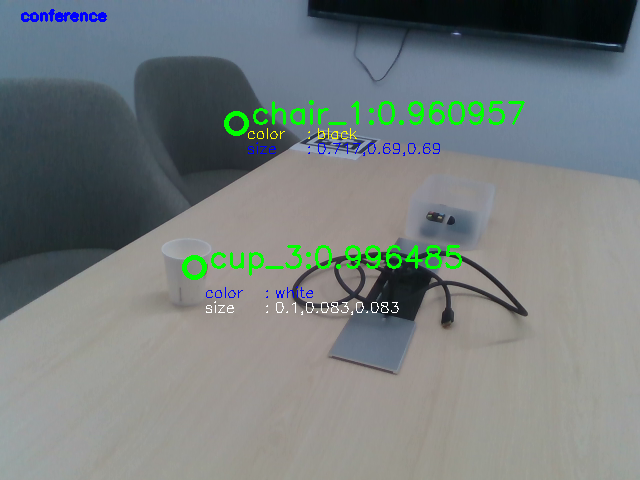 conference
chair_1:0.960957
color : black
size : 0.717,0.69,0.69
cup_3:0.996485
color : white
size : 0.1,0.083,0.083